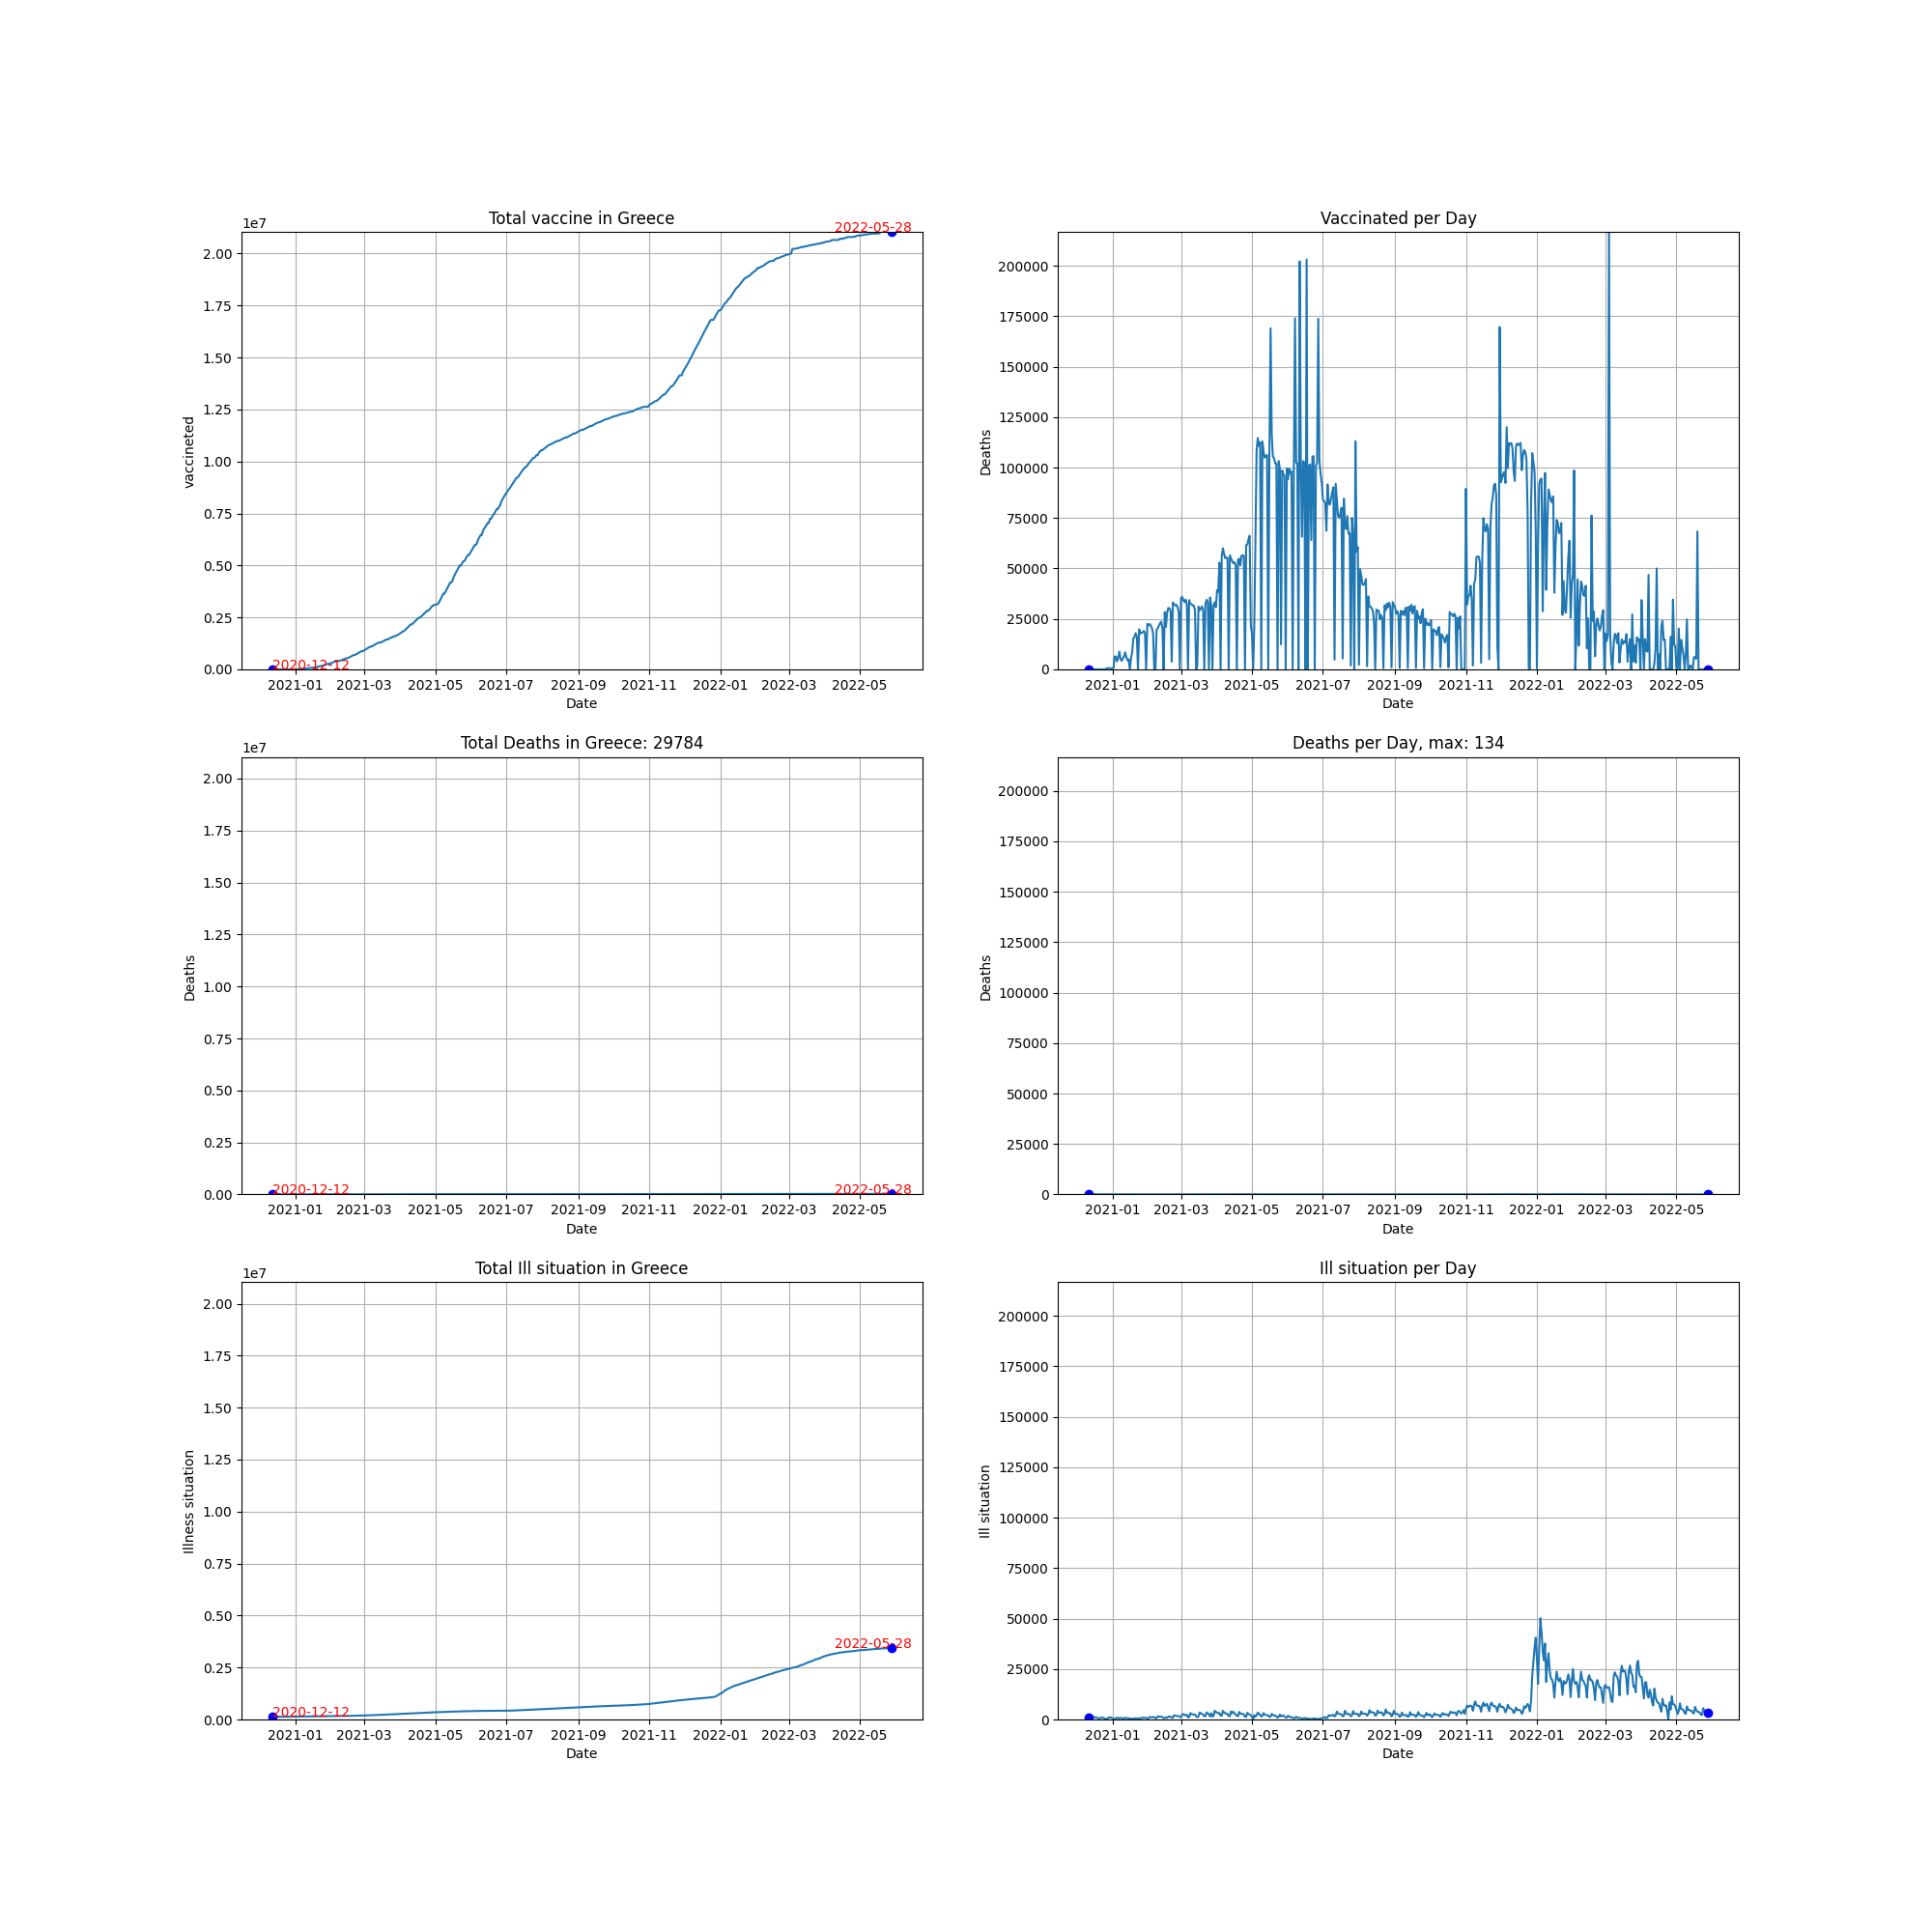 Total vaccine in Greece
1e7
2022-05-28
2.00
1.75
1.50
1.25
1.00
0.75
0.50
0.25
0.00
vaccineted
2020-12-12
2021-01 2021-03 2021-05 2021-07 2021-09 2021-11 2022-01 2022-03 2022-05
Date
Vaccinated per Day
200000
175000
150000
125000
100000
75000
50000
25000
0
Deaths
2021-01 2021-03 2021-05 2021-07 2021-09 2021-11 2022-01 2022-03 2022-05
Date
Total Deaths in Greece: 29784
1e7
2.00
1.75
1.50
1.25
1.00
0.75
0.50
0.25
0.00
Deaths
2020-12-12
2022-05-28
2021-01 2021-03 2021-05 2021-07 2021-09 2021-11 2022-01 2022-03 2022-05
Date
Deaths per Day, max: 134
200000
175000
150000
125000
100000
75000
50000
25000
0
Deaths
2021-01 2021-03 2021-05 2021-07 2021-09 2021-11 2022-01 2022-03 2022-05
Date
Total Ill situation in Greece
1e7
2.00
1.75
1.50
1.25
1.00
0.75
0.50
0.25
0.00
Illness situation
2022-05-28
2020-12-12
2021-01 2021-03 2021-05 2021-07 2021-09 2021-11 2022-01 2022-03 2022-05
Date
Ill situation per Day
200000
175000
150000
125000
100000
75000
50000
25000
0
Ill situation
2021-01 2021-03 2021-05 2021-07 2021-09 2021-11 2022-01 2022-03 2022-05
Date